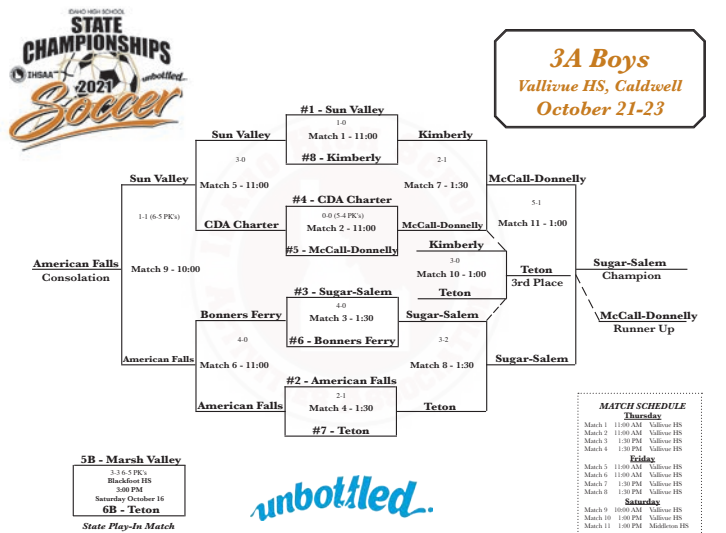 IDAHO HIGH SCHOOL
STATE
CHAMPIONSHIPS
IHSAA
unbottled.
2021
Soccer
3A Boys
Vallivue HS, Caldwell
October 21-23
#1 - Sun Valley
1-0
Match 1 - 11:00
#8 - Kimberly
Sun Valley
3-0
Match 5 - 11:00
CDA Charter
#4 - CDA Charter
0-0 (5-4 PK's)
Match 2 - 11:00
#5 - McCall-Donnelly
Kimberly
2-1
Match 7 - 1:30
McCall-Donnelly
McCall-Donnelly
5-1
Match 11 - 1:00
Sun Valley
1-1 (6-5 PK's)
Match 9 - 10:00
American Falls
American Falls
Consolation
Kimberly
3-0
Match 10 - 1:00
Teton
Teton
3rd Place
Sugar-Salem
Champion
McCall-Donnelly
Runner Up
#3 - Sugar-Salem
4-0
Match 3 - 1:30
#6 - Bonners Ferry
Bonners Ferry
4-0
Match 6 - 11:00
American Falls
Sugar-Salem
3-2
Match 8 - 1:30
Teton
Sugar-Salem
#2 - American Falls
2-1
Match 4 - 1:30
#7 - Teton
5B - Marsh Valley
3-3 6-5 PK's
Blackfoot HS
3:00 PM
Saturday October 16
6B - Teton
State Play-In Match
unbottled.
MATCH SCHEDULE
Thursday
Match 1 11:00 AM Vallivue HS
Match 2 11:00 AM Vallivue HS
Match 3 1:30 PM Vallivue HS
Match 4 1:30 PM Vallivue HS
Friday
Match 5 11:00 AM Vallivue HS
Match 6 11:00 AM Vallivue HS
Match 7 1:30 PM Vallivue HS
Match 8 1:30 PM Vallivue HS
Saturday
Match 9 10:00 AM Vallivue HS
Match 10 1:00 PM Vallivue HS
Match 11 1:00 PM Middleton HS